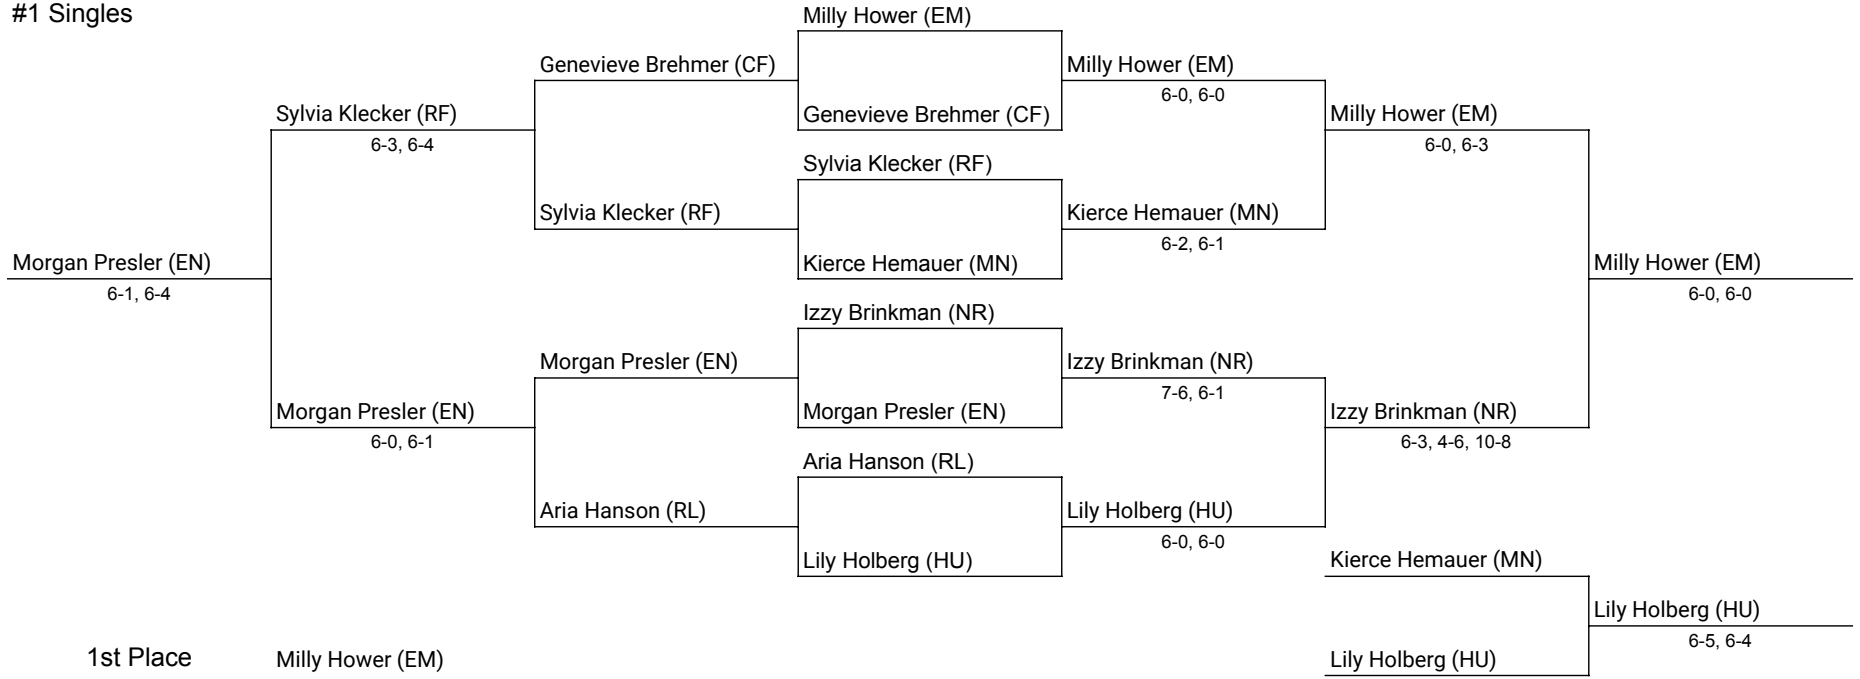 #1 Singles
Milly Hower (EM)
Genevieve Brehmer (CF)
Milly Hower (EM)
6-0, 6-0
Sylvia Klecker (RF)
6-3, 6-4
Genevieve Brehmer (CF)
Milly Hower (EM)
6-0, 6-3
Sylvia Klecker (RF)
Sylvia Klecker (RF)
Kierce Hemauer (MN)
6-2, 6-1
Morgan Presler (EN)
6-1, 6-4
Kierce Hemauer (MN)
Milly Hower (EM)
6-0, 6-0
Izzy Brinkman (NR)
Morgan Presler (EN)
Izzy Brinkman (NR)
7-6, 6-1
Morgan Presler (EN)
6-0, 6-1
Morgan Presler (EN)
Izzy Brinkman (NR)
6-3, 4-6, 10-8
Aria Hanson (RL)
Aria Hanson (RL)
Lily Holberg (HU)
6-0, 6-0
Lily Holberg (HU)
Kierce Hemauer (MN)
Lily Holberg (HU)
6-5, 6-4
1st Place
Milly Hower (EM)
Lily Holberg (HU)